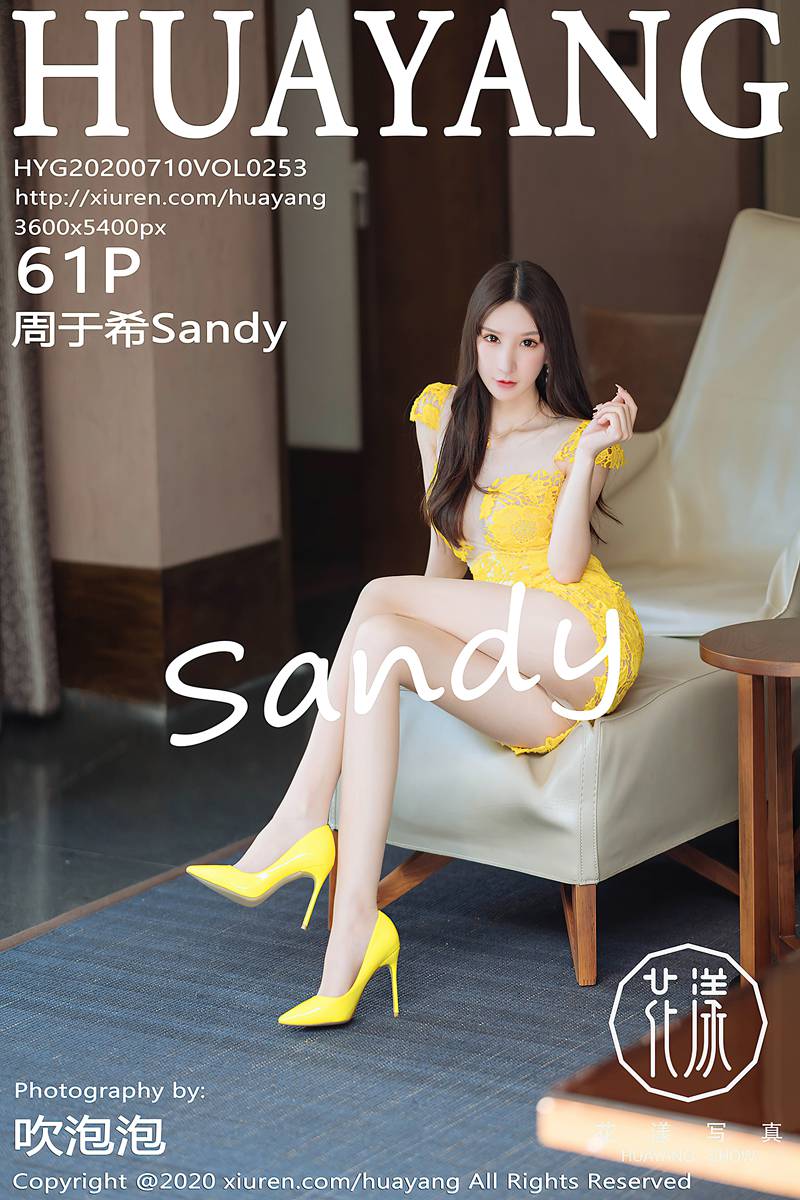 HUAYANG
HYG20200710VOL0253
http://xiuren.com/huayang
3600x5400px
61P
周于希Sandy
Sandy
花漾
花漾写真
HUAYANG SHOW
Photography by:
吹泡泡
Copyright @2020 xiuren.com/huayang All Rights Reserved